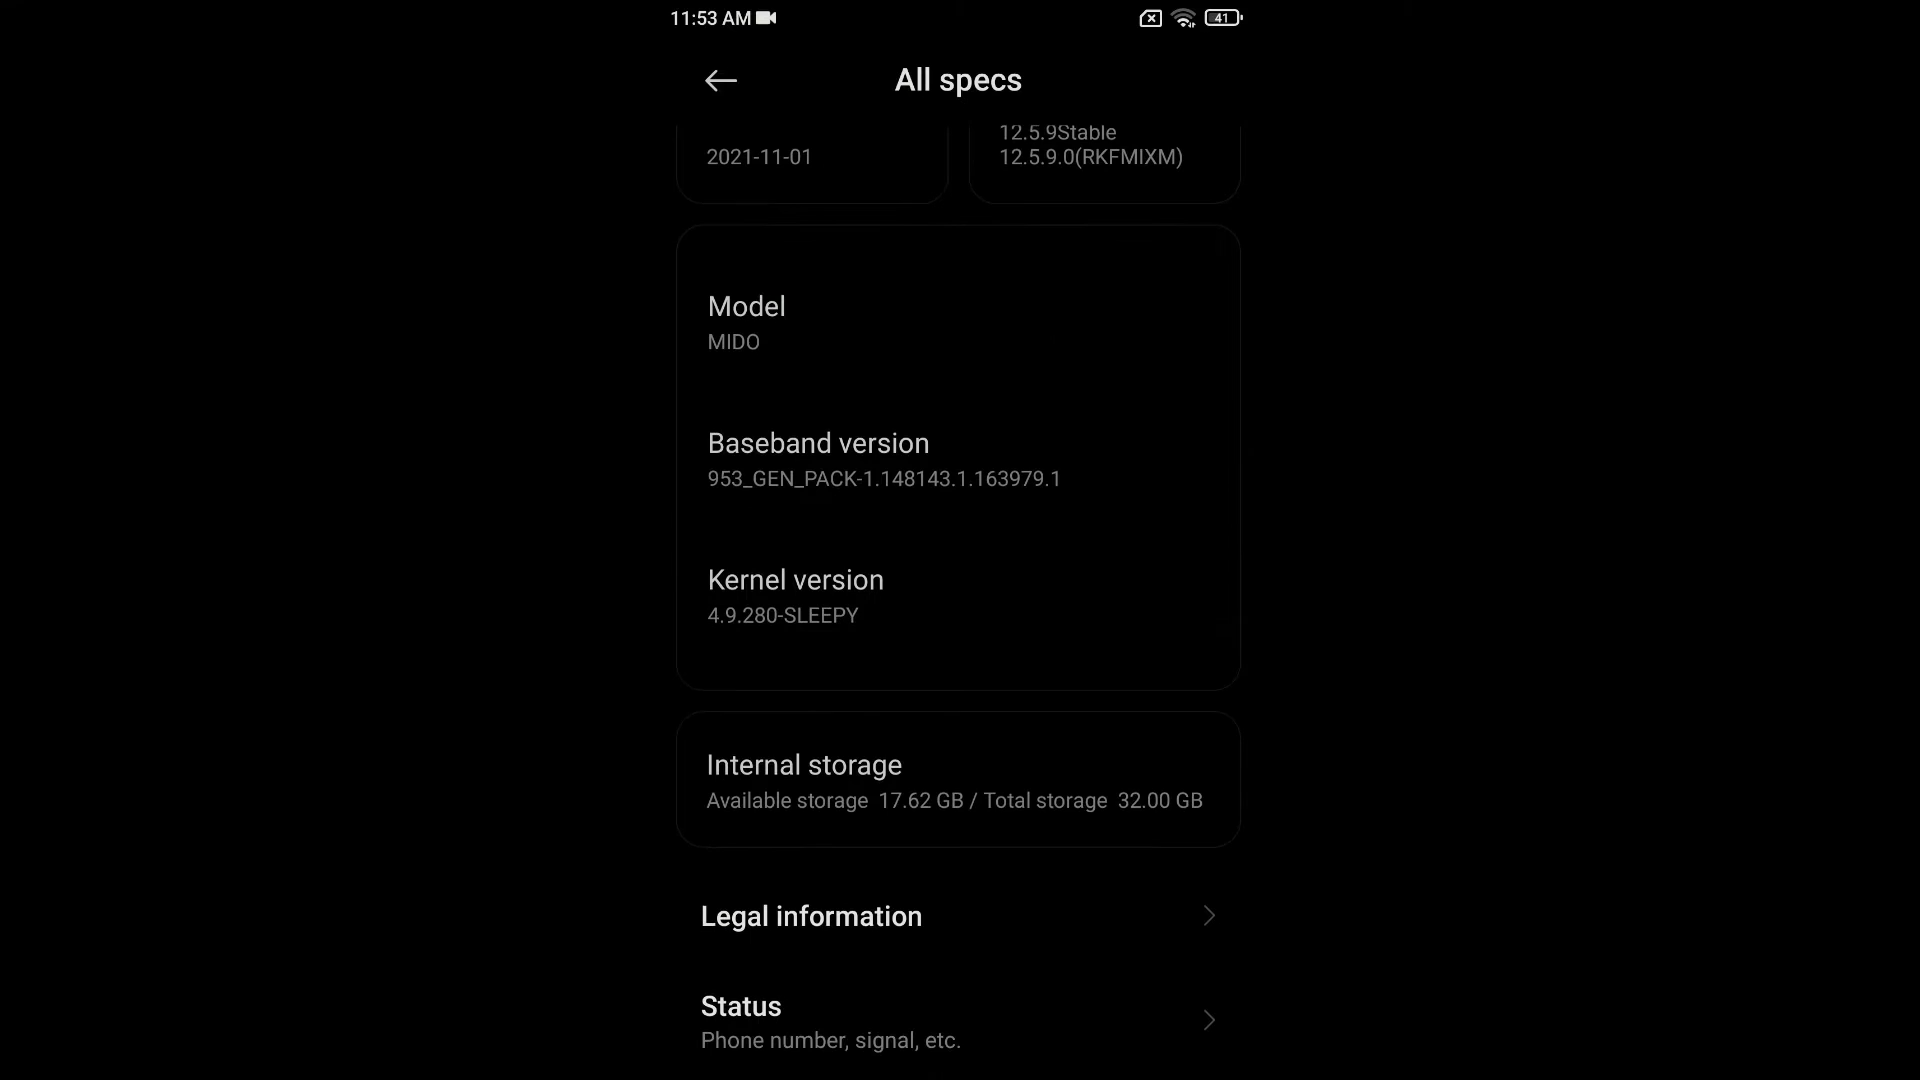 11:53 AM
41
All specs
2021-11-01
12.5.9Stable
12.5.9.0(RKFMIXM)
Model
MIDO
Baseband version
953_GEN_PACK-1.148143.1.163979.1
Kernel version
4.9.280-SLEEPY
Internal storage
Available storage 17.62 GB / Total storage 32.00 GB
Legal information
Status
Phone number, signal, etc.